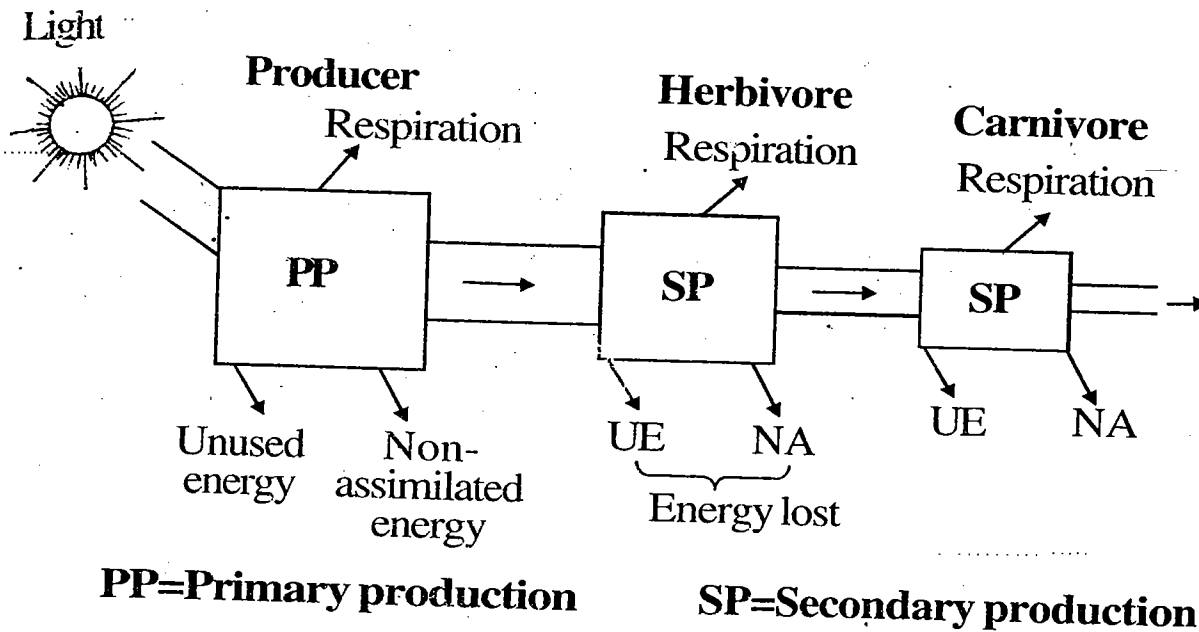 Light
Producer
Respiration
Herbivore
Respiration
Carnivore
Respiration
PP
SP
SP
Unused
energy
Non-
assimilated
energy
UE
NA
Energy lost
UE
NA
PP=Primary production
SP=Secondary production